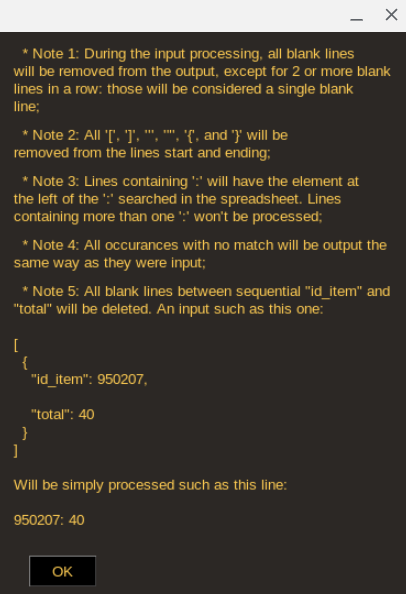 * Note 1: During the input processing, all blank lines
will be removed from the output, except for 2 or more blank
lines in a row: those will be considered a single blank
line;
* Note 2: All '[', ']', ''', '"', '{', and '}' will be
removed from the lines start and ending;
* Note 3: Lines containing ':' will have the element at
the left of the ':' searched in the spreadsheet. Lines
containing more than one ':' won't be processed;
* Note 4: All occurances with no match will be output the
same way as they were input;
* Note 5: All blank lines between sequential "id_item" and
"total" will be deleted. An input such as this one:
[
{
"id_item": 950207,
"total": 40
}
]
Will be simply processed such as this line:
950207: 40
OK